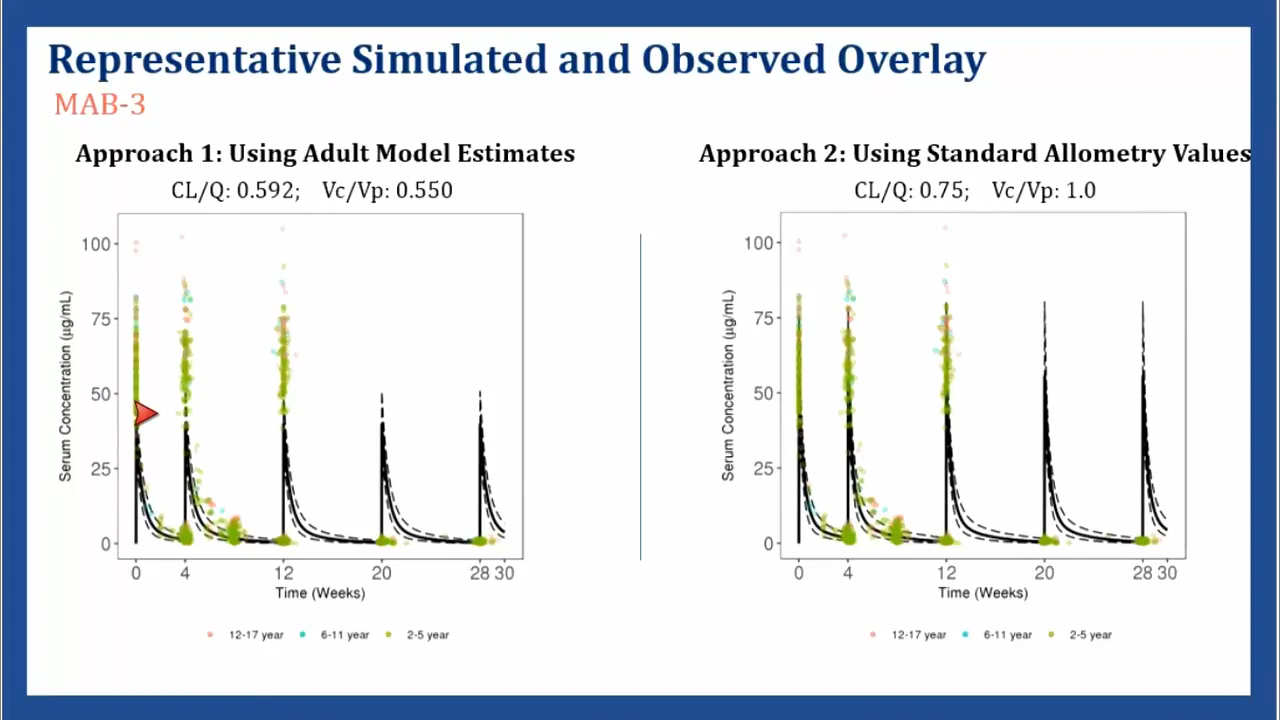 Representative Simulated and Observed Overlay
MAB-3
Approach 1: Using Adult Model Estimates
CL/Q: 0.592; Vc/Vp: 0.550
Serum Concentration (µg/mL)
100
75
50
25
0
0 4 12 20 28 30
Time (Weeks)
12-17 year 6-11 year 2-5 year
Approach 2: Using Standard Allometry Values
CL/Q: 0.75; Vc/Vp: 1.0
Serum Concentration (µg/mL)
100
75
50
25
0
0 4 12 20 28 30
Time (Weeks)
12-17 year 6-11 year 2-5 year